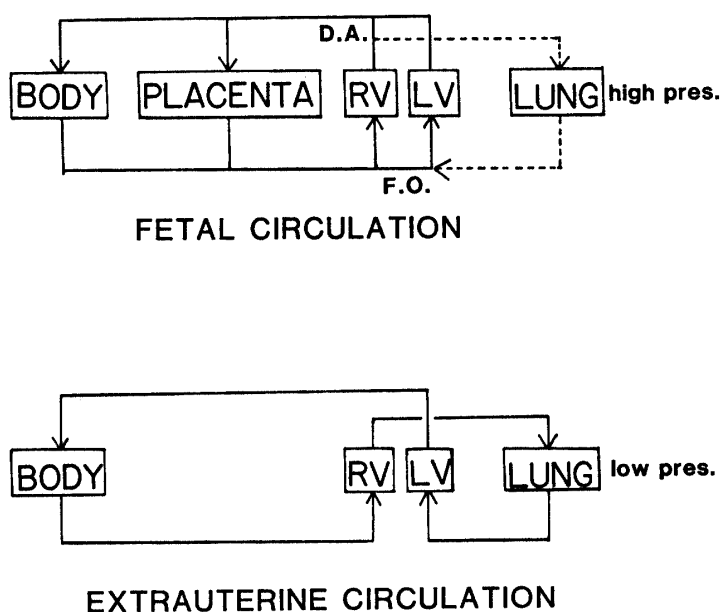 D.A.
BODY PLACENTA RV LV LUNG high pres.
F.O.
FETAL CIRCULATION
BODY RV LV LUNG low pres.
EXTRAUTERINE CIRCULATION